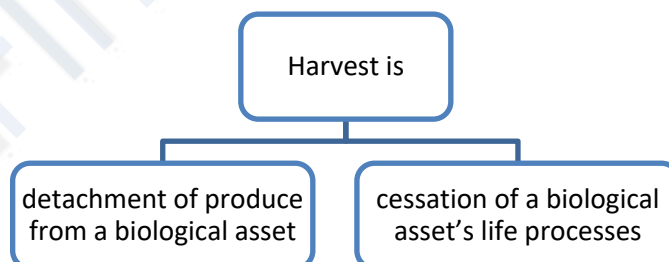 Harvest is
detachment of produce
from a biological asset
cessation of a biological
asset’s life processes